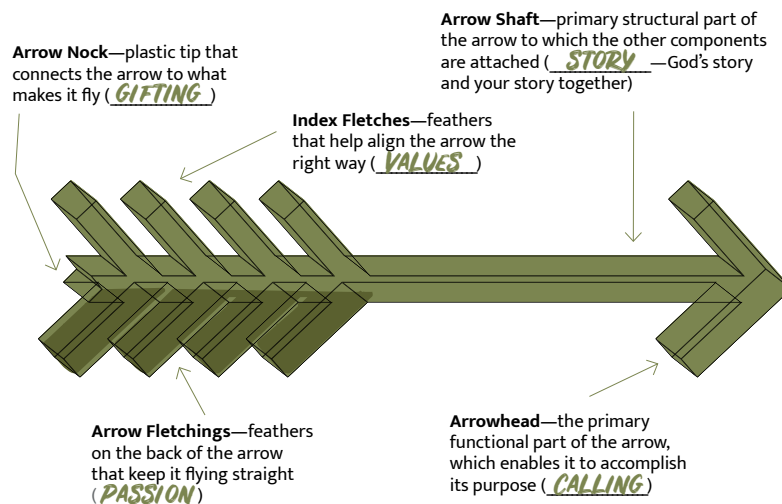 Arrow Nock—plastic tip that
connects the arrow to what
makes it fly (GIFTING)
Index Fletches—feathers
that help align the arrow the
right way (VALUES)
Arrow Shaft—primary structural part of
the arrow to which the other components
are attached (STORY—God’s story
and your story together)
Arrow Fletchings—feathers
on the back of the arrow
that keep it flying straight
(PASSION)
Arrowhead—the primary
functional part of the arrow,
which enables it to accomplish
its purpose (CALLING)